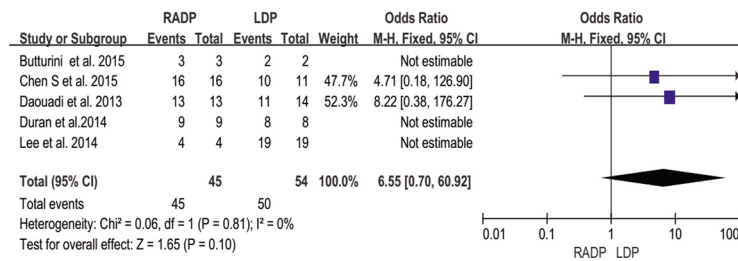 RADP LDP Odds Ratio Odds Ratio
Study or Subgroup Events Total Events Total Weight M-H, Fixed, 95% CI M-H, Fixed, 95% CI
Butturini et al. 2015 3 3 2 2 Not estimable
Chen S et al. 2015 16 16 10 11 47.7% 4.71 [0.18, 126.90]
Daouadi et al. 2013 13 13 11 14 52.3% 8.22 [0.38, 176.27]
Duran et al.2014 9 9 8 8 Not estimable
Lee et al. 2014 4 4 19 19 Not estimable
Total (95% CI) 45 54 100.0% 6.55 [0.70, 60.92]
Total events 45 50
Heterogeneity: Chi² = 0.06, df = 1 (P = 0.81); I² = 0%
Test for overall effect: Z = 1.65 (P = 0.10)
0.01 0.1 1 10 100
RADP LDP